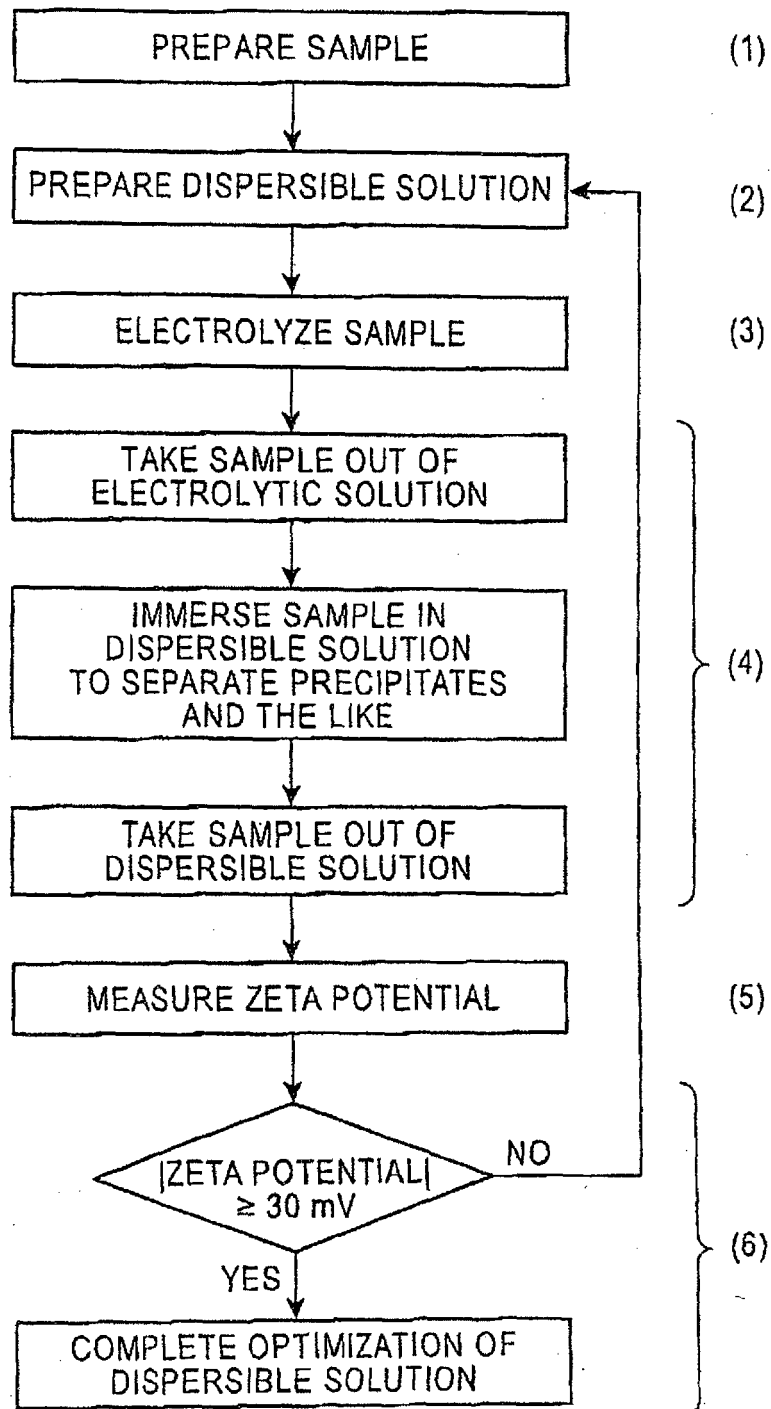 PREPARE SAMPLE
(1)
PREPARE DISPERSIBLE SOLUTION
(2)
ELECTROLYZE SAMPLE
(3)
TAKE SAMPLE OUT OF
ELECTROLYTIC SOLUTION
IMMERSE SAMPLE IN
DISPERSIBLE SOLUTION
TO SEPARATE PRECIPITATES
AND THE LIKE
(4)
TAKE SAMPLE OUT OF
DISPERSIBLE SOLUTION
MEASURE ZETA POTENTIAL
(5)
|ZETA POTENTIAL|
≥ 30 mV
NO
(6)
YES
COMPLETE OPTIMIZATION OF
DISPERSIBLE SOLUTION